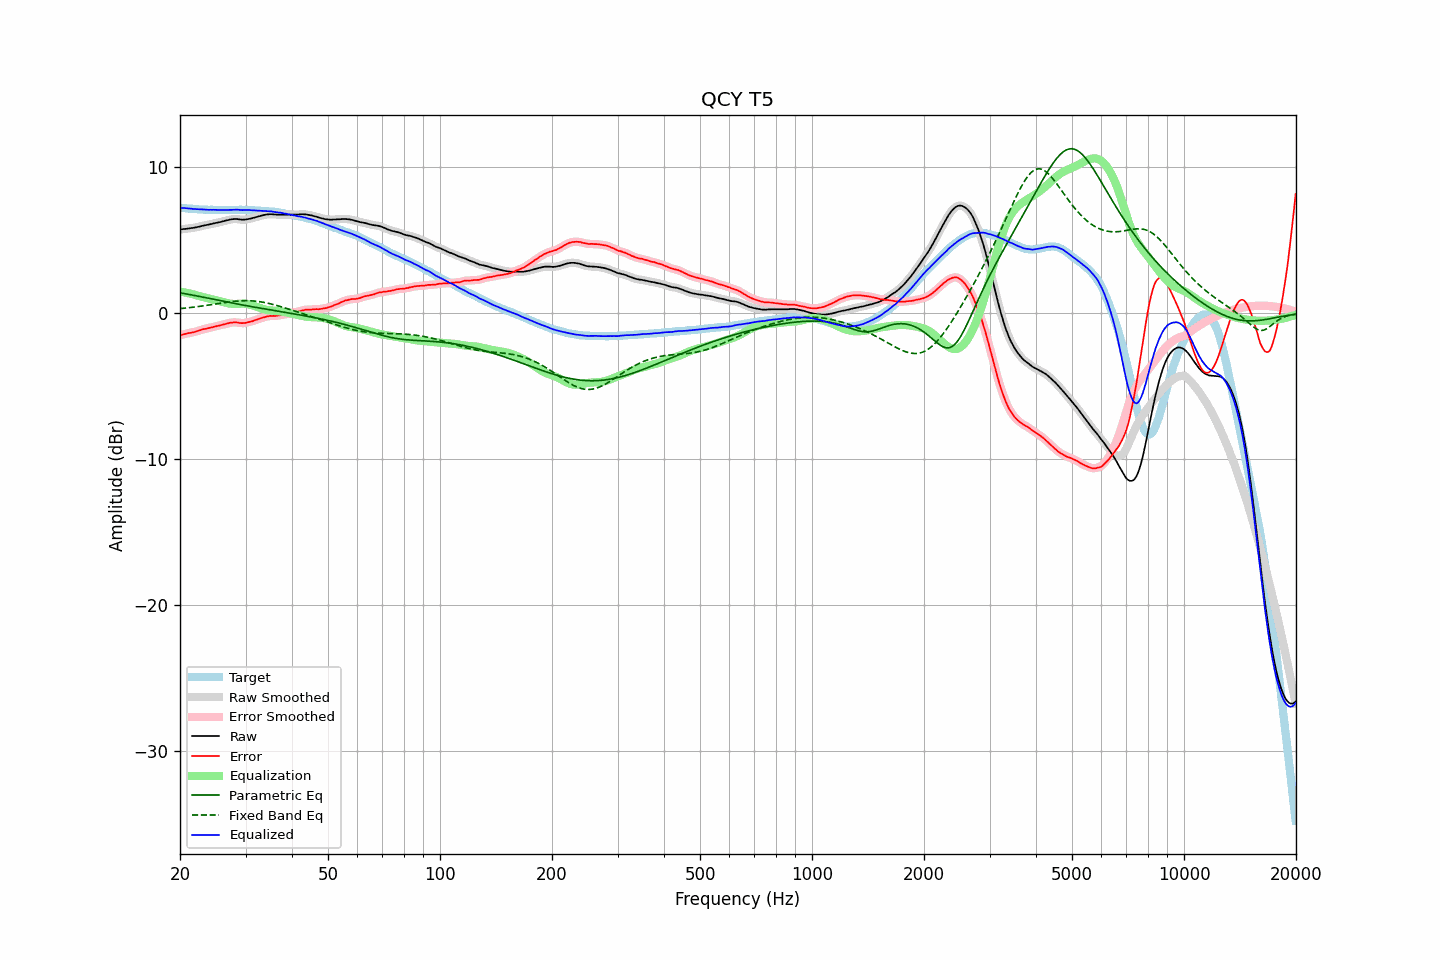 QCY T5
Amplitude (dBr)
10
0
−10
−20
−30
Target
Raw Smoothed
Error Smoothed
Raw
Error
Equalization
Parametric Eq
Fixed Band Eq
Equalized
20 50 100 200 500 1000 2000 5000 10000 20000
Frequency (Hz)